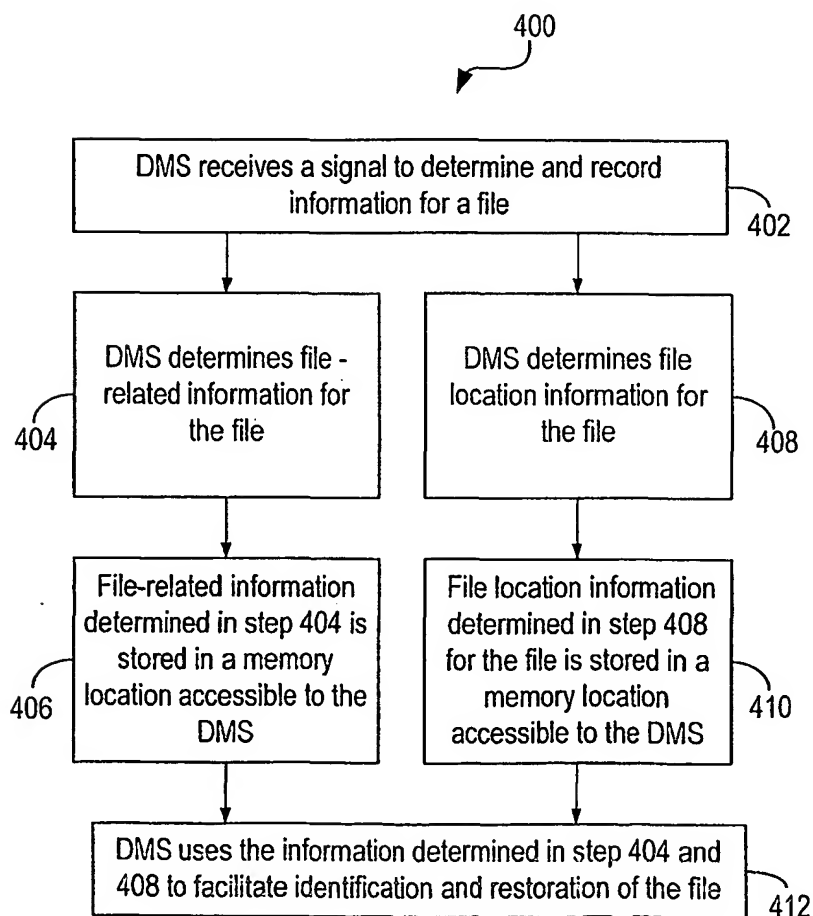 400
DMS receives a signal to determine and record
information for a file
402
DMS determines file -
related information for
the file
404
DMS determines file
location information for
the file
408
File-related information
determined in step 404 is
stored in a memory
location accessible to the
DMS
406
File location information
determined in step 408
for the file is stored in a
memory location
accessible to the DMS
410
DMS uses the information determined in step 404 and
408 to facilitate identification and restoration of the file
412